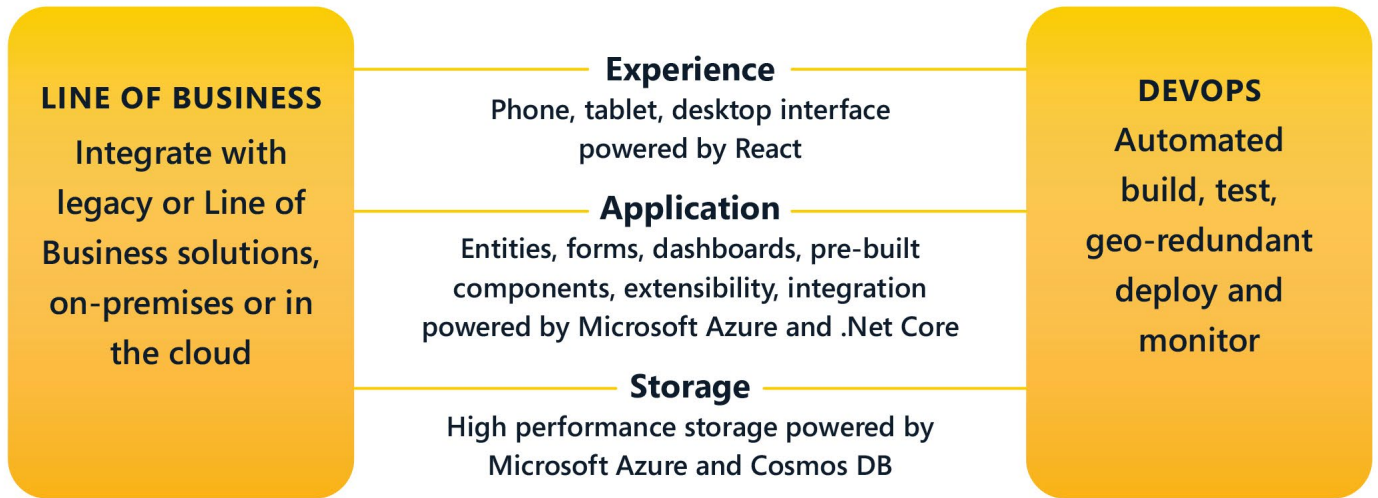 LINE OF BUSINESS
Integrate with
legacy or Line of
Business solutions,
on-premises or in
the cloud
Experience
Phone, tablet, desktop interface
powered by React
Application
Entities, forms, dashboards, pre-built
components, extensibility, integration
powered by Microsoft Azure and .Net Core
Storage
High performance storage powered by
Microsoft Azure and Cosmos DB
DEVOPS
Automated
build, test,
geo-redundant
deploy and
monitor